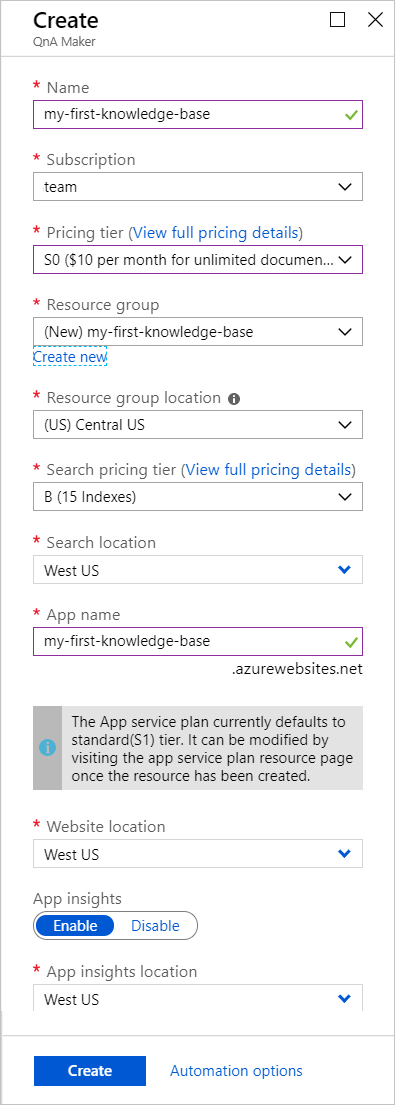 Create
QnA Maker
* Name
my-first-knowledge-base
* Subscription
team
* Pricing tier (View full pricing details)
S0 ($10 per month for unlimited documen...
* Resource group
(New) my-first-knowledge-base
Create new
* Resource group location
(US) Central US
* Search pricing tier (View full pricing details)
B (15 Indexes)
* Search location
West US
* App name
my-first-knowledge-base
.azurewebsites.net
The App service plan currently defaults to
standard(S1) tier. It can be modified by
visiting the app service plan resource page
once the resource has been created.
* Website location
West US
App insights
Enable Disable
* App insights location
West US
Create Automation options